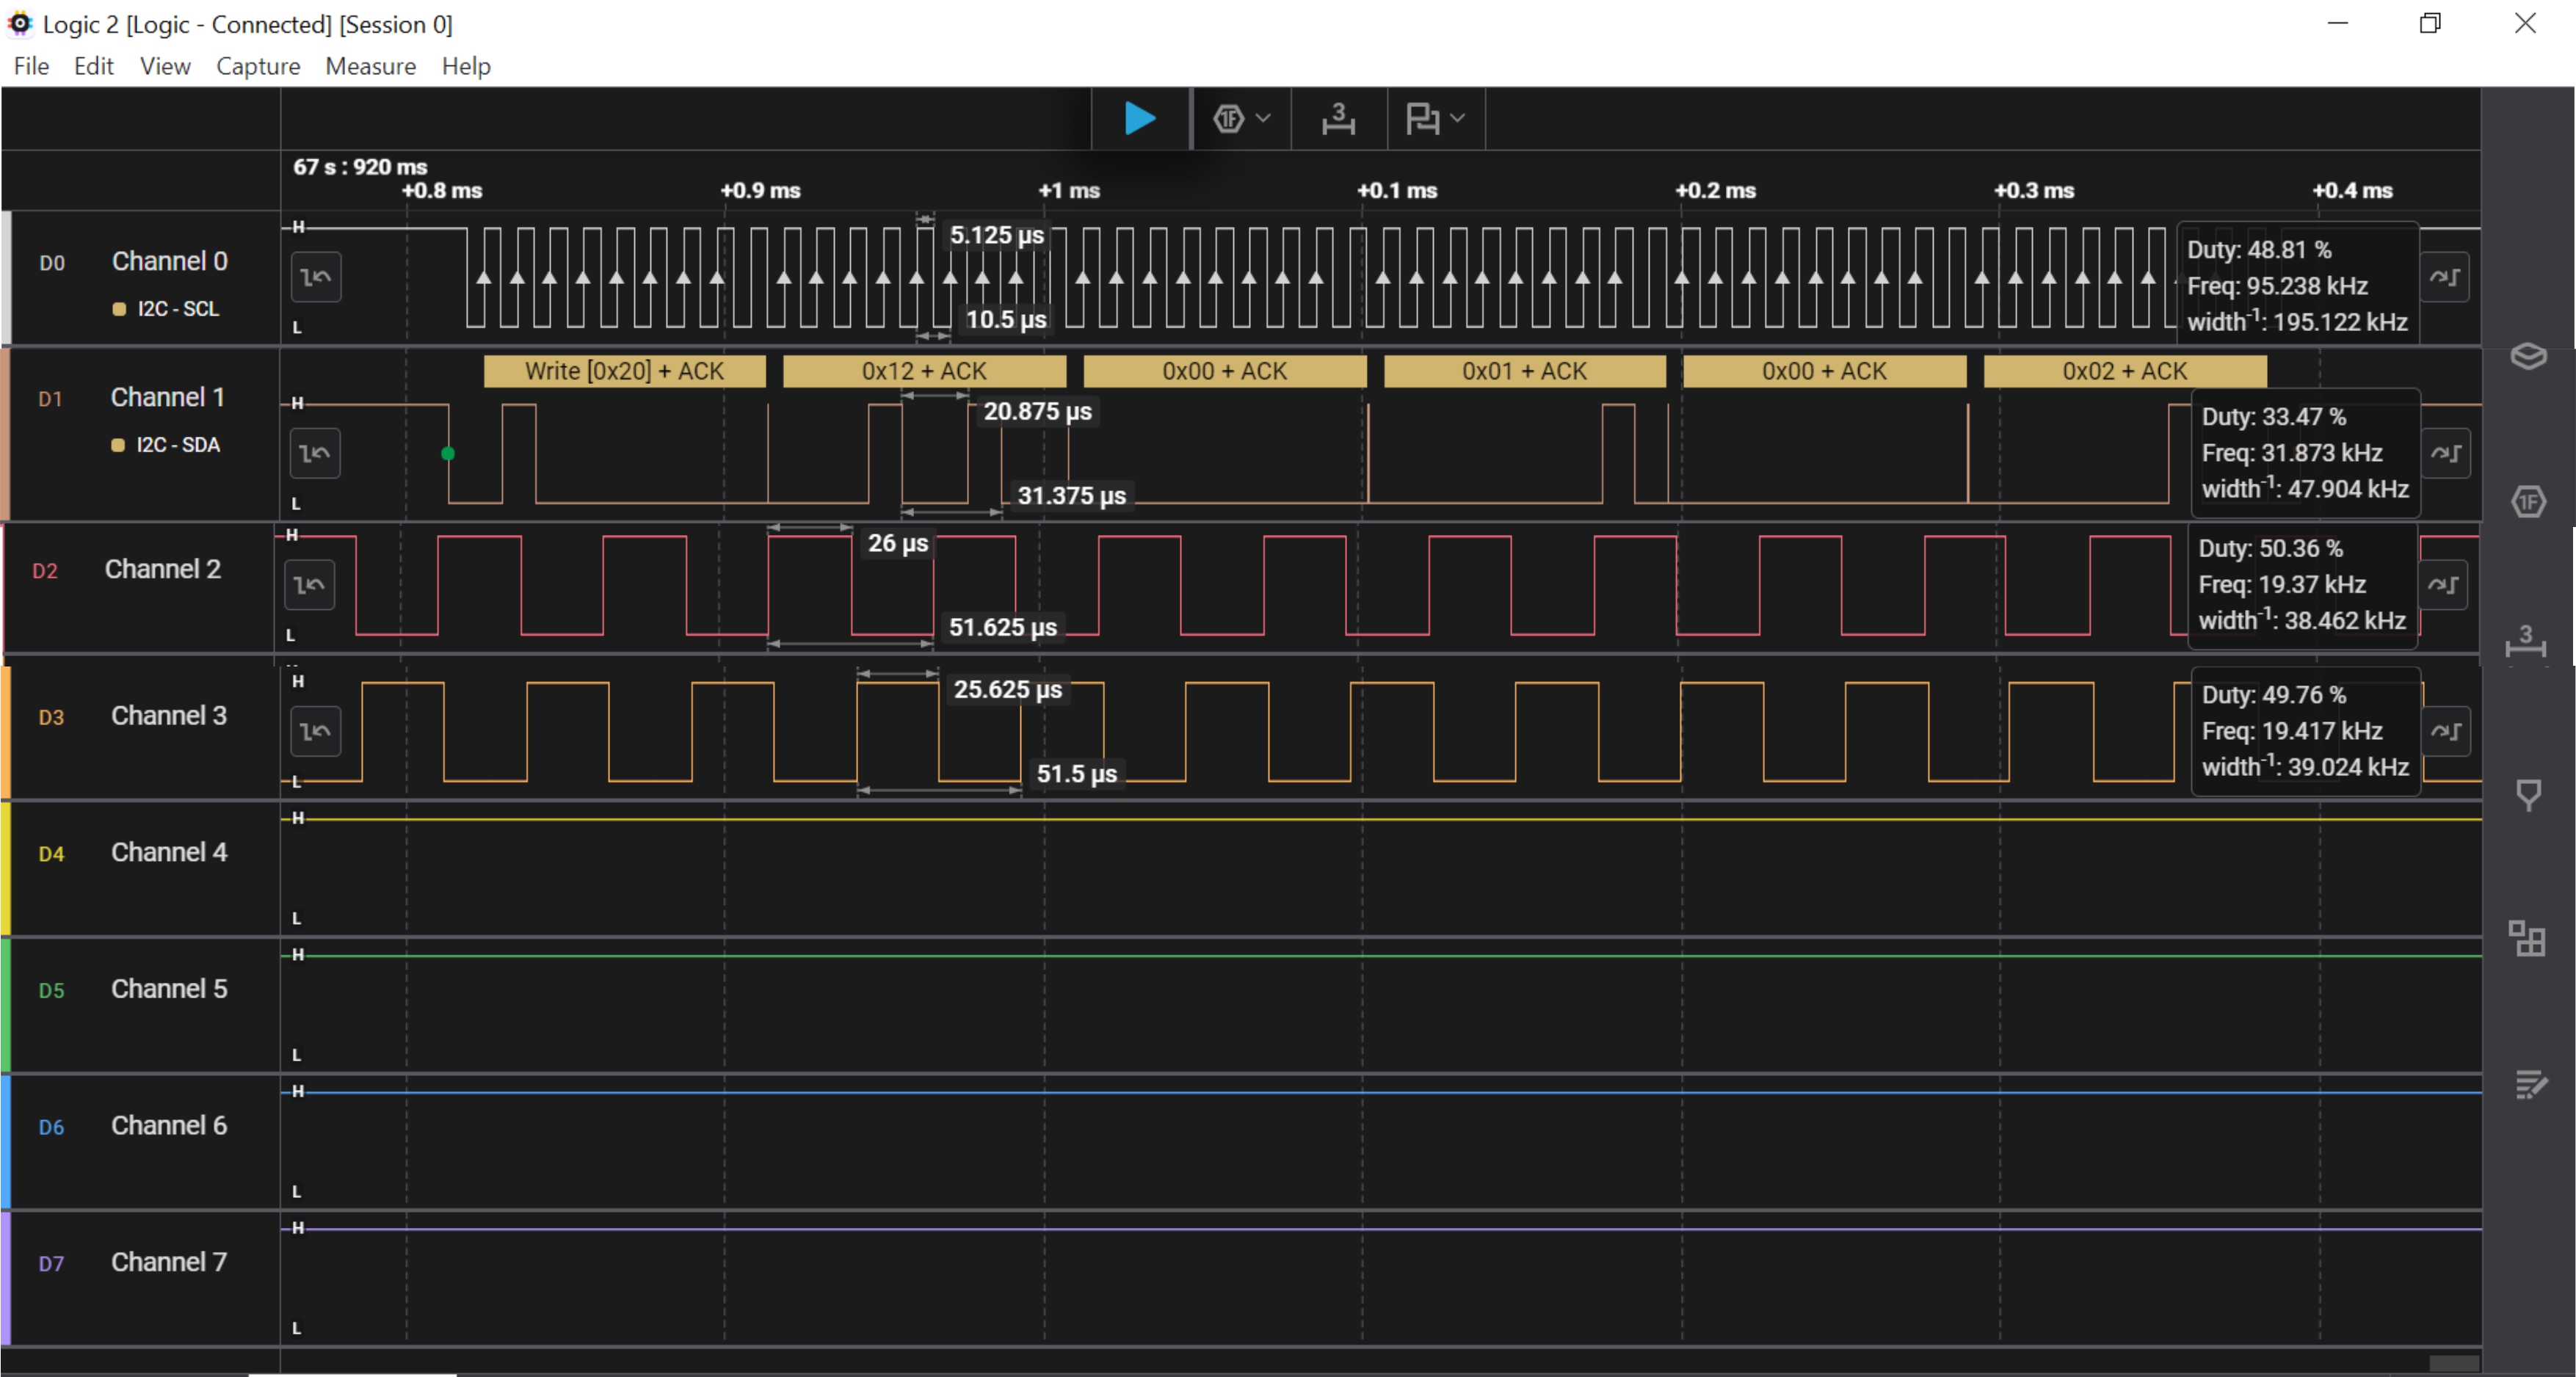 Logic 2 [Logic - Connected] [Session 0]
File Edit View Capture Measure Help
1F 3
67 s : 920 ms
+0.8 ms +0.9 ms +1 ms +0.1 ms +0.2 ms +0.3 ms +0.4 ms
D0 Channel 0
I2C - SCL
H
L
5.125 µs
10.5 µs
Duty: 48.81 %
Freq: 95.238 kHz
width-1: 195.122 kHz
D1 Channel 1
I2C - SDA
Write [0x20] + ACK 0x12 + ACK 0x00 + ACK 0x01 + ACK 0x00 + ACK 0x02 + ACK
H
L
20.875 µs
31.375 µs
Duty: 33.47 %
Freq: 31.873 kHz
width-1: 47.904 kHz
1F
D2 Channel 2
H
L
26 µs
51.625 µs
Duty: 50.36 %
Freq: 19.37 kHz
width-1: 38.462 kHz
3
D3 Channel 3
H
L
25.625 µs
51.5 µs
Duty: 49.76 %
Freq: 19.417 kHz
width-1: 39.024 kHz
D4 Channel 4
H
L
D5 Channel 5
H
L
D6 Channel 6
H
L
D7 Channel 7
H
L